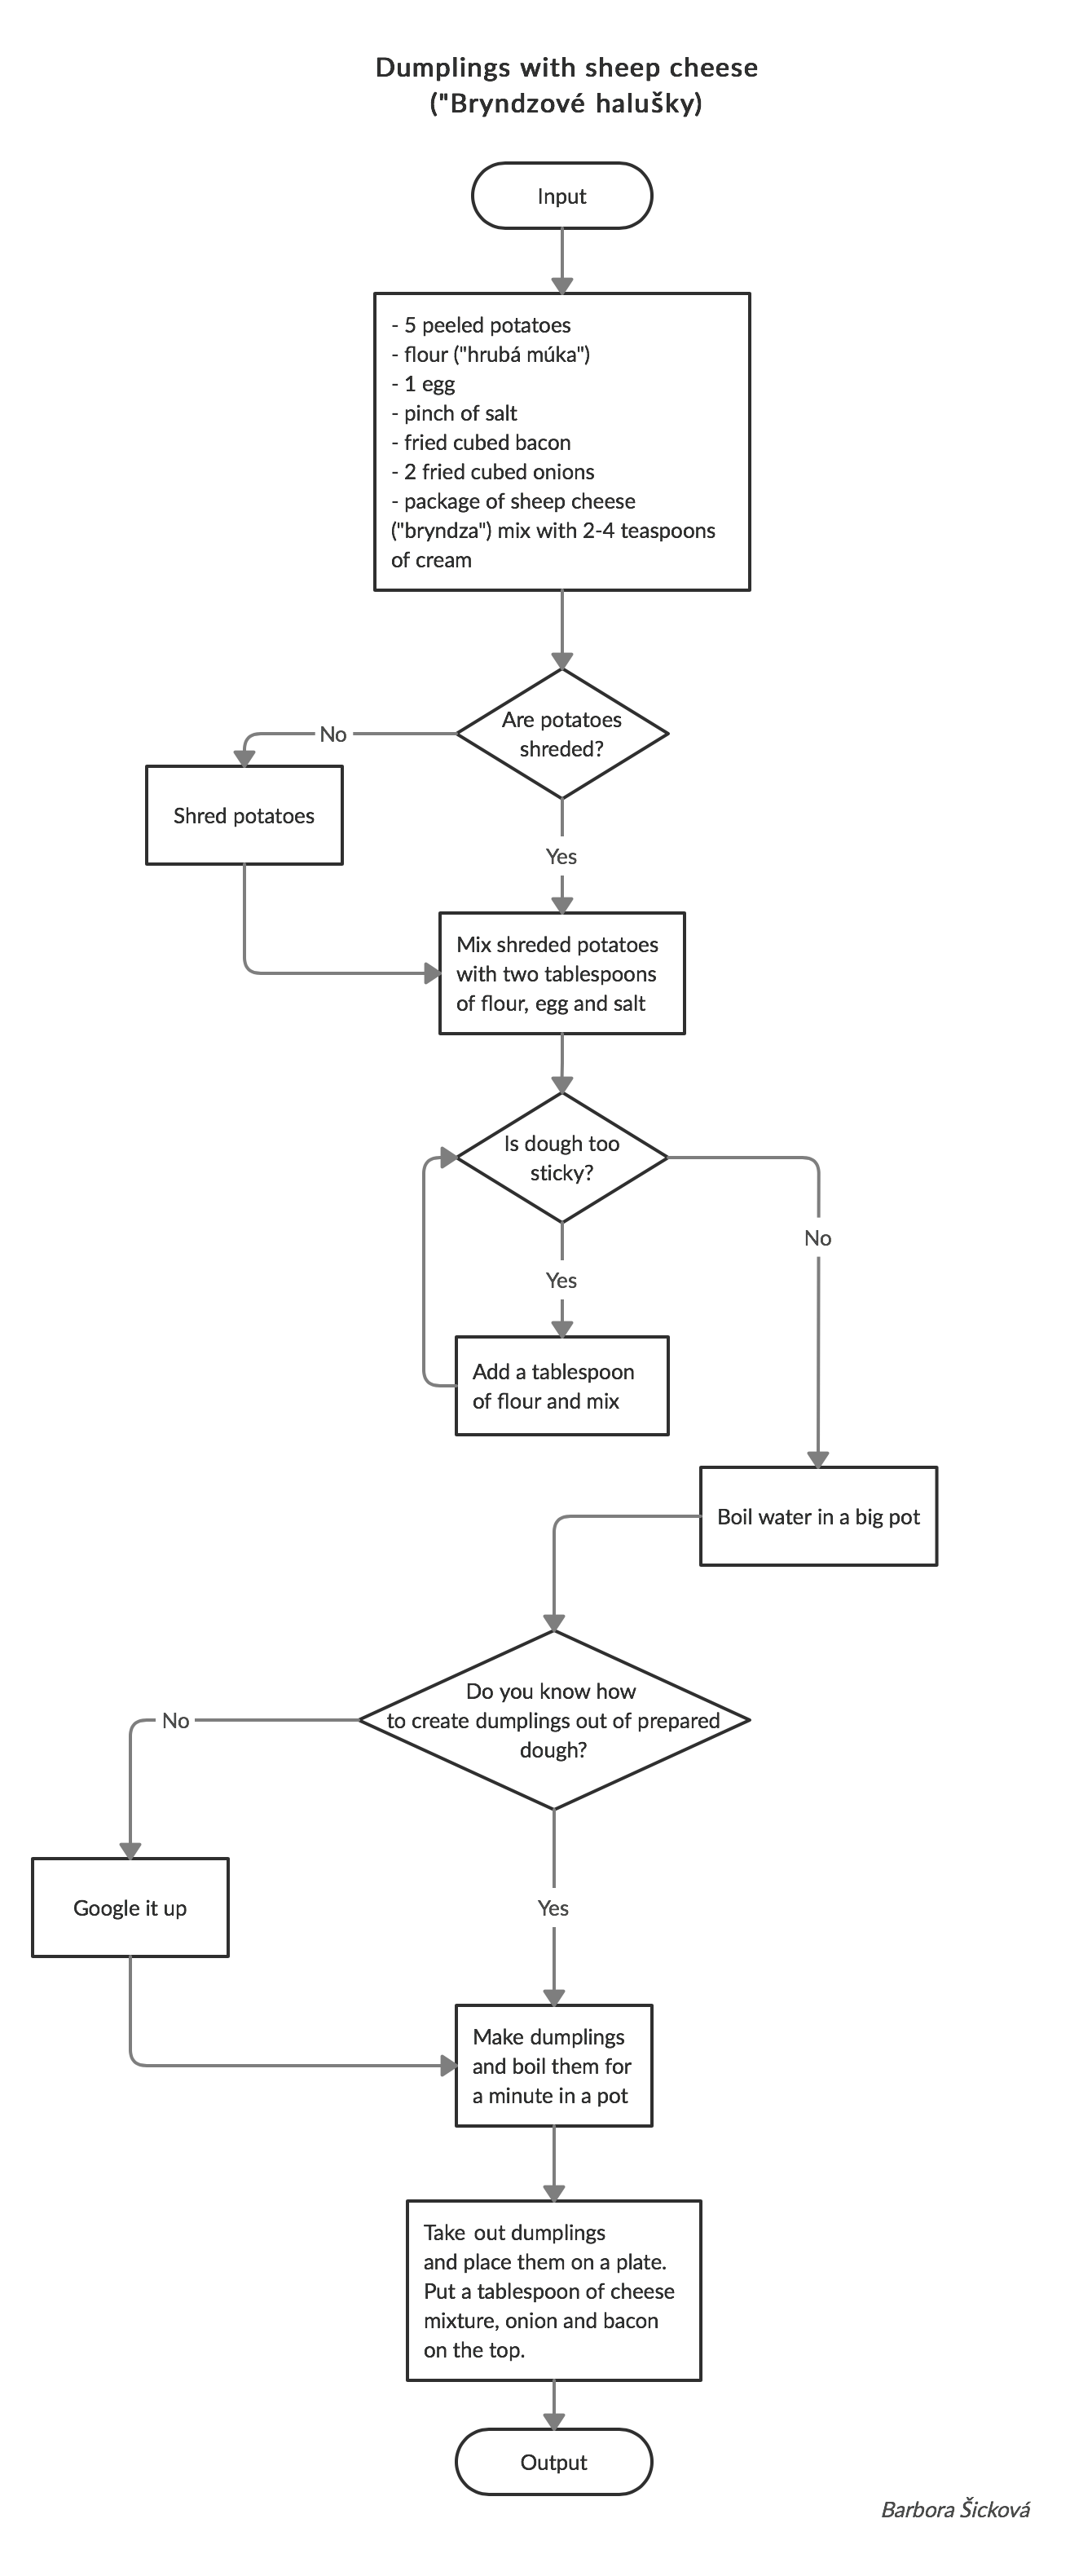 Dumplings with sheep cheese
("Bryndzové halušky)
Input
- 5 peeled potatoes
- flour ("hrubá múka")
- 1 egg
- pinch of salt
- fried cubed bacon
- 2 fried cubed onions
- package of sheep cheese
("bryndza") mix with 2-4 teaspoons
of cream
Are potatoes
shreded?
No
Shred potatoes
Yes
Mix shreded potatoes
with two tablespoons
of flour, egg and salt
Is dough too
sticky?
No
Yes
Add a tablespoon
of flour and mix
Boil water in a big pot
Do you know how
to create dumplings out of prepared
dough?
No
Google it up
Yes
Make dumplings
and boil them for
a minute in a pot
Take out dumplings
and place them on a plate.
Put a tablespoon of cheese
mixture, onion and bacon
on the top.
Output
Barbora Šicková